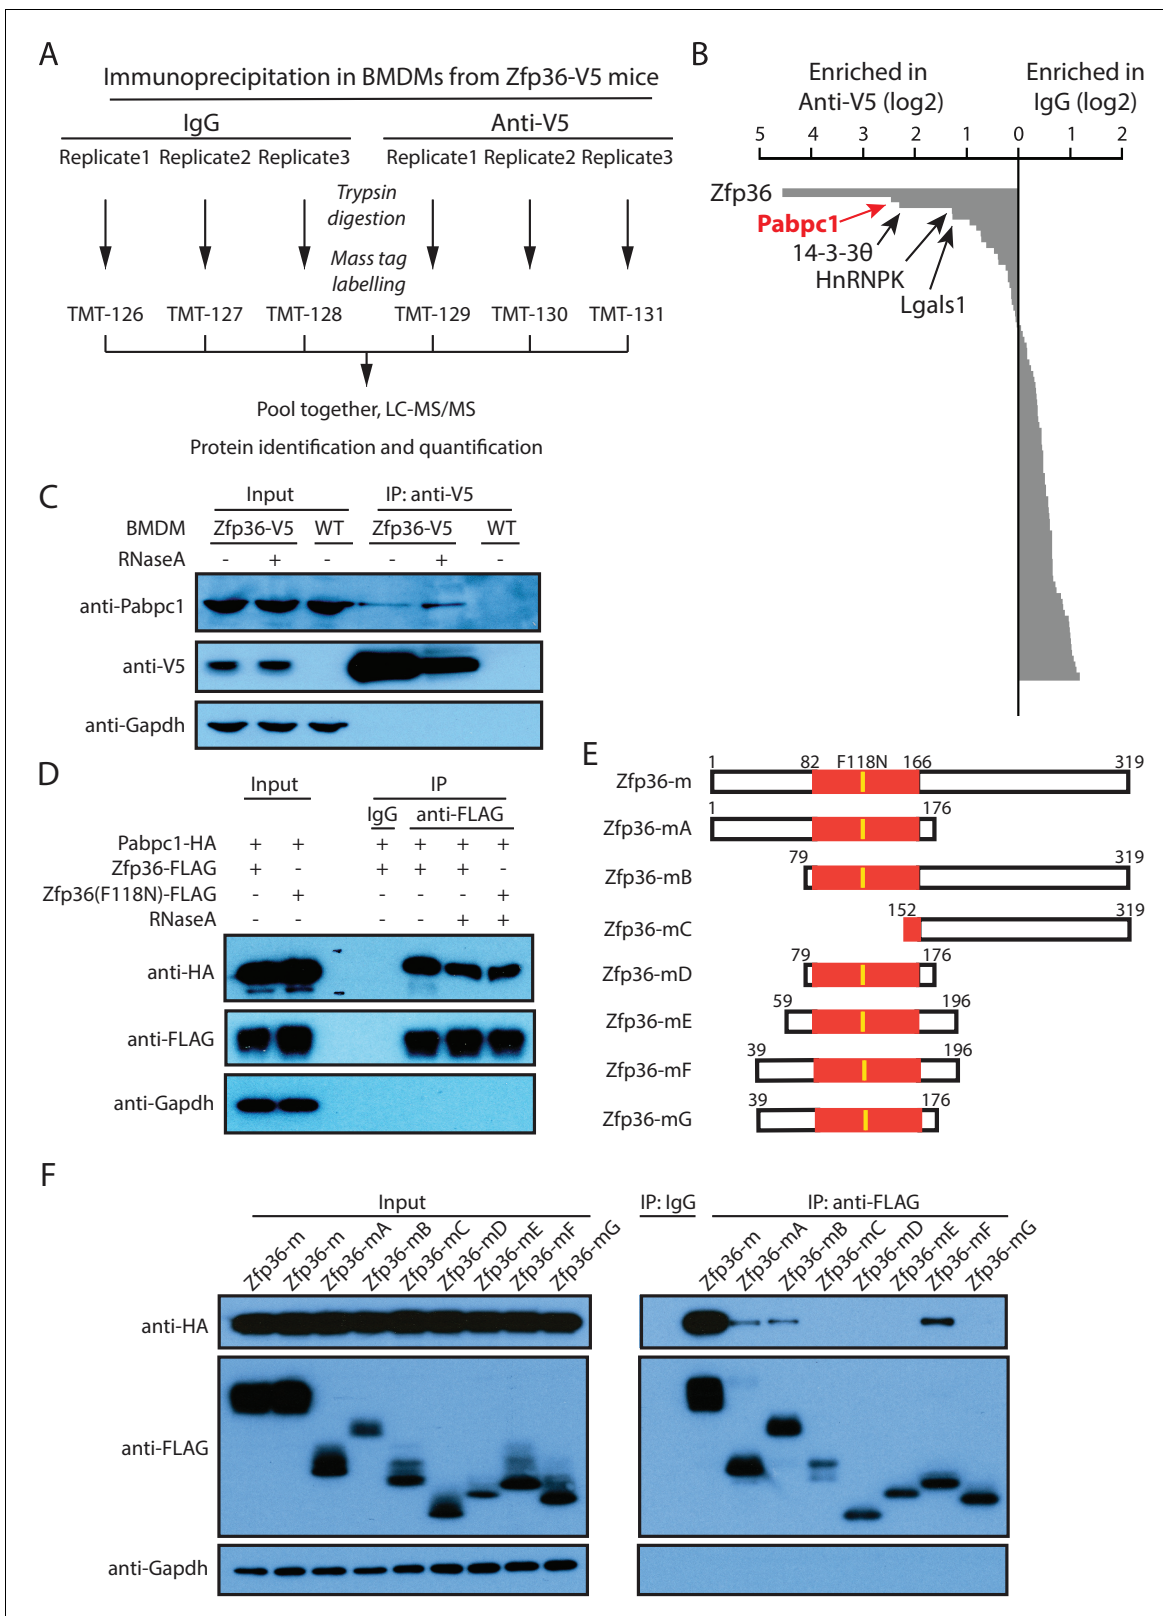 A
Immunoprecipitation in BMDMs from Zfp36-V5 mice
IgG Anti-V5
Replicate1 Replicate2 Replicate3 Replicate1 Replicate2 Replicate3
Trypsin
digestion
Mass tag
labelling
TMT-126 TMT-127 TMT-128 TMT-129 TMT-130 TMT-131
Pool together, LC-MS/MS
Protein identification and quantification
B
Enriched in
Anti-V5 (log2)
Enriched in
IgG (log2)
5 4 3 2 1 0 1 2
Zfp36
Pabpc1
14-3-3θ
HnRNPK
Lgals1
C
Input IP: anti-V5
BMDM Zfp36-V5 WT Zfp36-V5 WT
RNaseA - + - - + -
anti-Pabpc1
anti-V5
anti-Gapdh
D
Input IP
IgG anti-FLAG
Pabpc1-HA + + + + + +
Zfp36-FLAG + - + + + -
Zfp36(F118N)-FLAG - + - - - +
RNaseA - - - - + +
anti-HA
anti-FLAG
anti-Gapdh
E
1 82 F118N 166 319
Zfp36-m
1 176
Zfp36-mA
79 319
Zfp36-mB
152 319
Zfp36-mC
79 176
Zfp36-mD
59 196
Zfp36-mE
39 196
Zfp36-mF
39 176
Zfp36-mG
F
Input IP: IgG IP: anti-FLAG
Zfp36-m Zfp36-m Zfp36-mA Zfp36-mB Zfp36-mC Zfp36-mD Zfp36-mE Zfp36-mF Zfp36-mG
Zfp36-m Zfp36-mA Zfp36-mB Zfp36-mC Zfp36-mD Zfp36-mE Zfp36-mF Zfp36-mG
anti-HA
anti-FLAG
anti-Gapdh